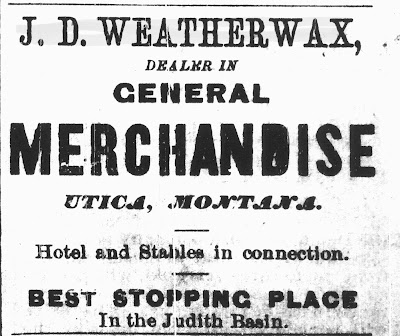 J. D. WEATHERWAX,
DEALER IN
GENERAL
MERCHANDISE
UTICA, MONTANA.
Hotel and Stables in connection.
BEST STOPPING PLACE
In the Judith Basin.